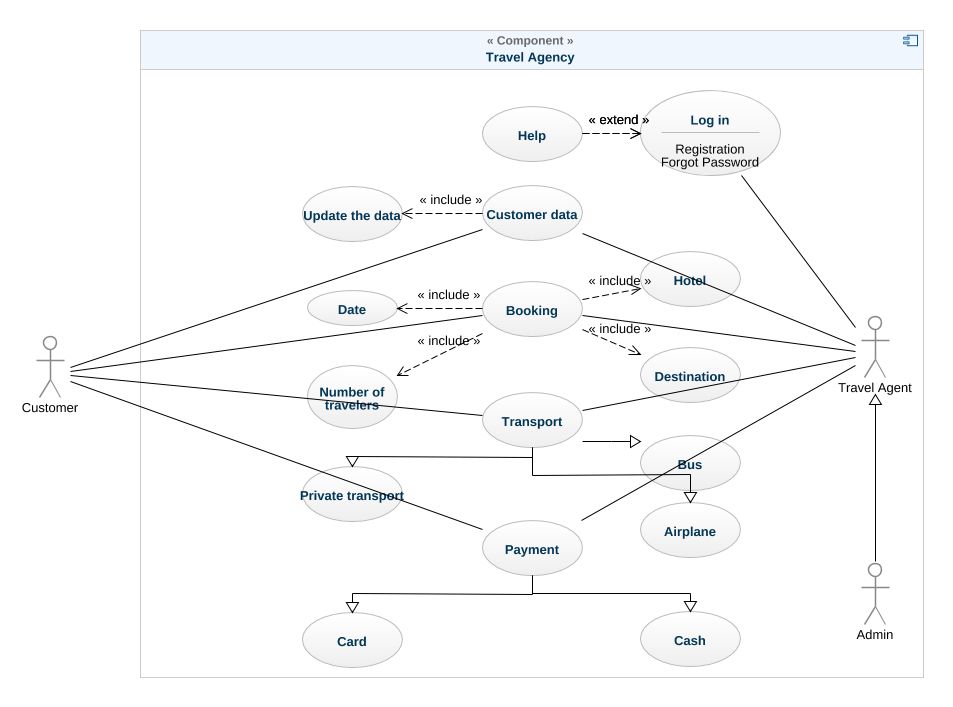 « Component »
Travel Agency
« extend »
Help
Log in
Registration
Forgot Password
« include »
Update the data
Customer data
« include »
Hotel
« include »
Date
Booking
« include »
« include »
Destination
Number of
travelers
Customer
Travel Agent
Transport
Bus
Private transport
Airplane
Payment
Card
Cash
Admin